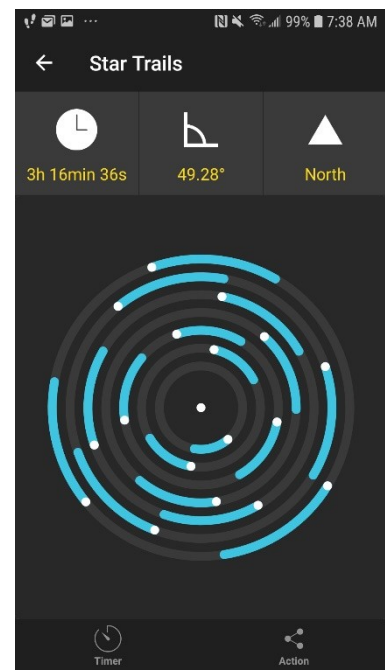 99% 7:38 AM
Star Trails
3h 16min 36s
49.28°
North
Timer
Action